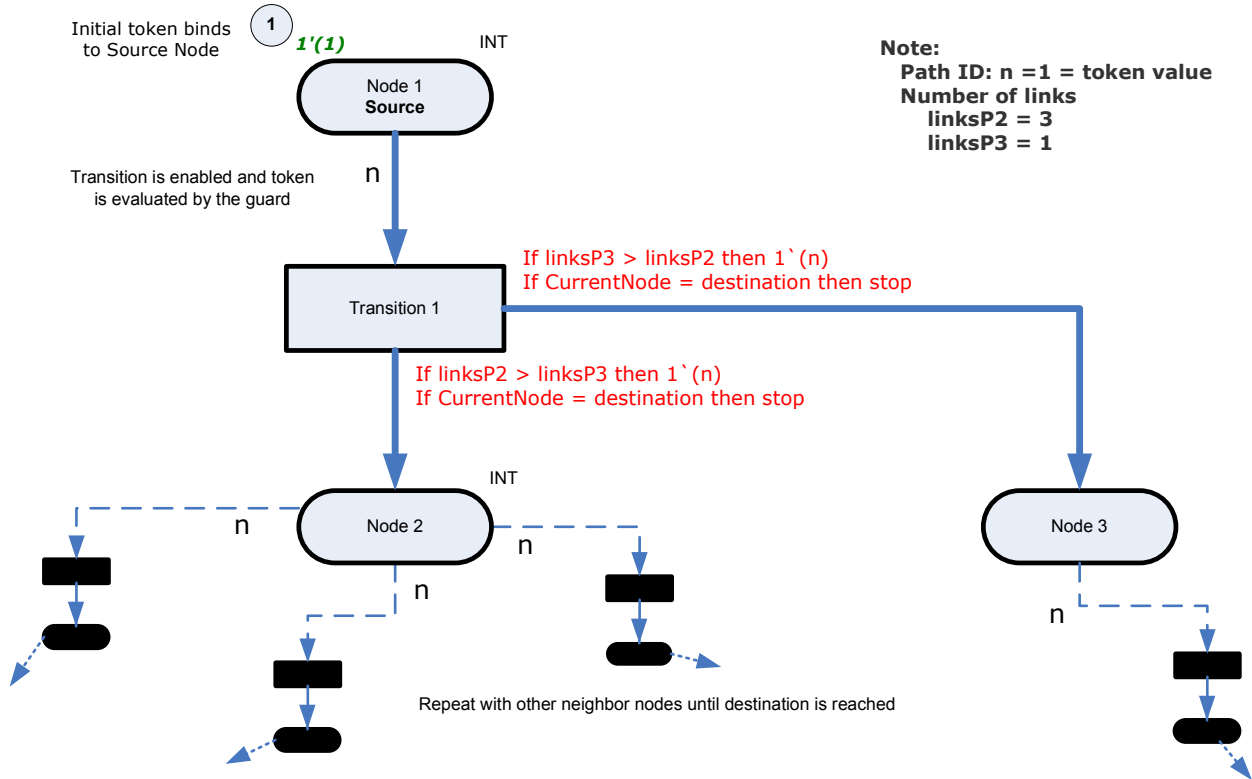 Initial token binds
to Source Node
1
1'(1)
INT
Node 1
Source
Note:
Path ID: n =1 = token value
Number of links
linksP2 = 3
linksP3 = 1
n
Transition is enabled and token
is evaluated by the guard
If linksP3 > linksP2 then 1`(n)
If CurrentNode = destination then stop
Transition 1
If linksP2 > linksP3 then 1`(n)
If CurrentNode = destination then stop
INT
Node 2
Node 3
n
n
n
n
Repeat with other neighbor nodes until destination is reached